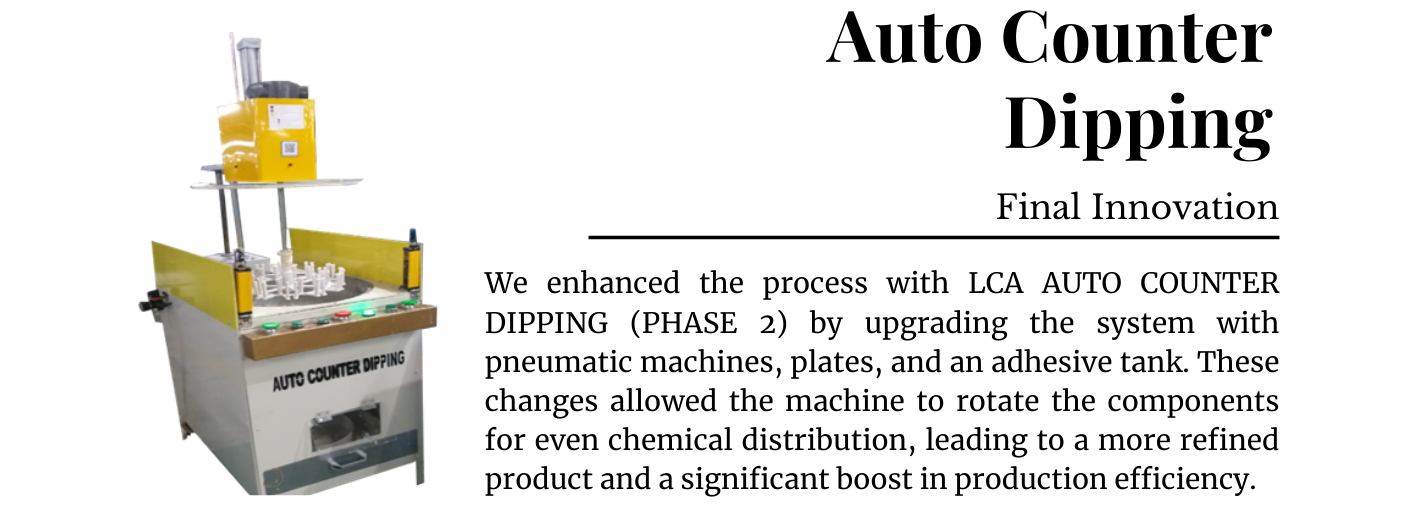 Auto Counter
Dipping
Final Innovation
We enhanced the process with LCA AUTO COUNTER
DIPPING (PHASE 2) by upgrading the system with
pneumatic machines, plates, and an adhesive tank. These
changes allowed the machine to rotate the components
for even chemical distribution, leading to a more refined
product and a significant boost in production efficiency.
AUTO COUNTER DIPPING